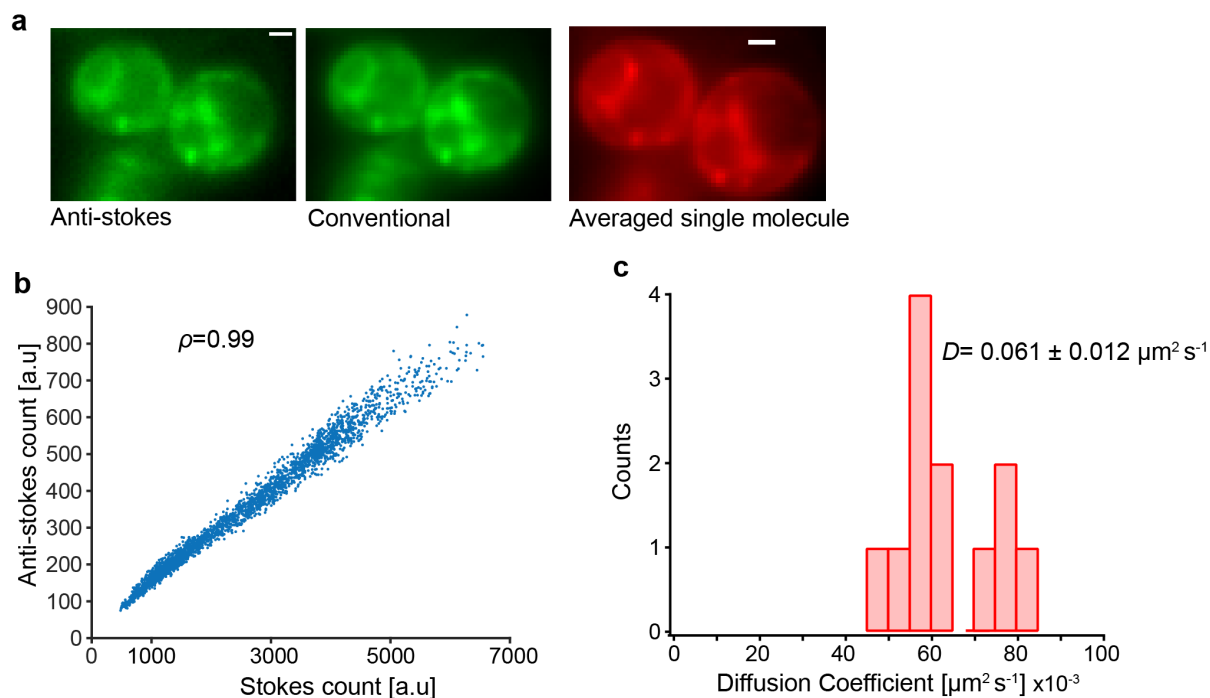 a
Anti-stokes
Conventional
Averaged single molecule
b
900
800
700
600
500
400
300
200
100
0
Anti-stokes count [a.u]
ρ=0.99
0 1000 3000 5000 7000
Stokes count [a.u]
c
4
3
2
1
0
Counts
D= 0.061 ± 0.012 µm² s⁻¹
0 20 40 60 80 100
Diffusion Coefficient [µm² s⁻¹] x10⁻³